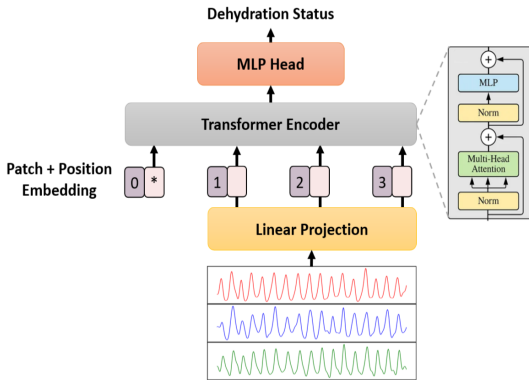 Dehydration Status
MLP Head
Transformer Encoder
Patch + Position
Embedding
0 * 1 2 3
Linear Projection
+
MLP
Norm
+
Multi-Head
Attention
Norm